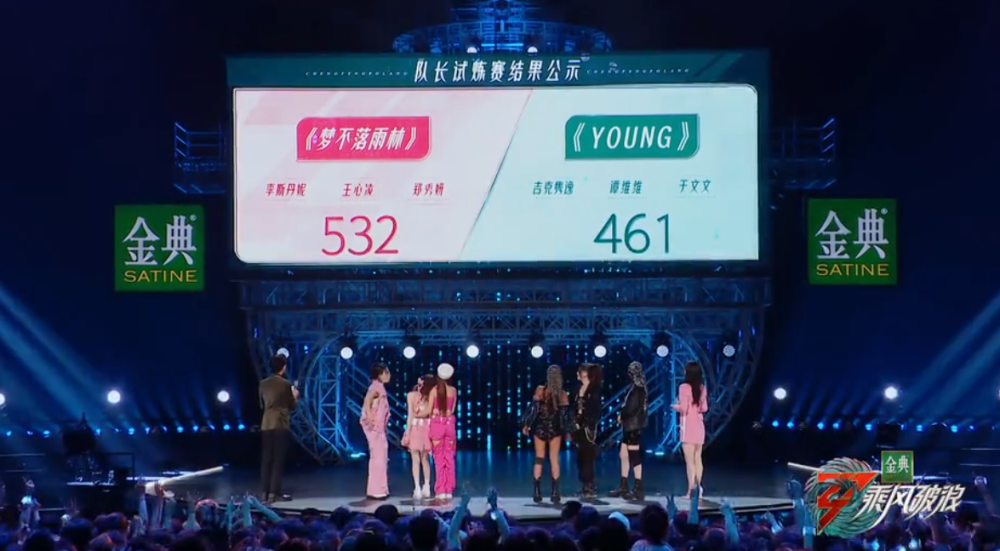 队长试炼赛结果公示
《梦不落雨林》
《YOUNG》
李斯丹妮 王心凌 郑秀妍
吉克隽逸 谭维维 于文文
532
461
金典
SATINE
金典
SATINE
金典
乘风破浪